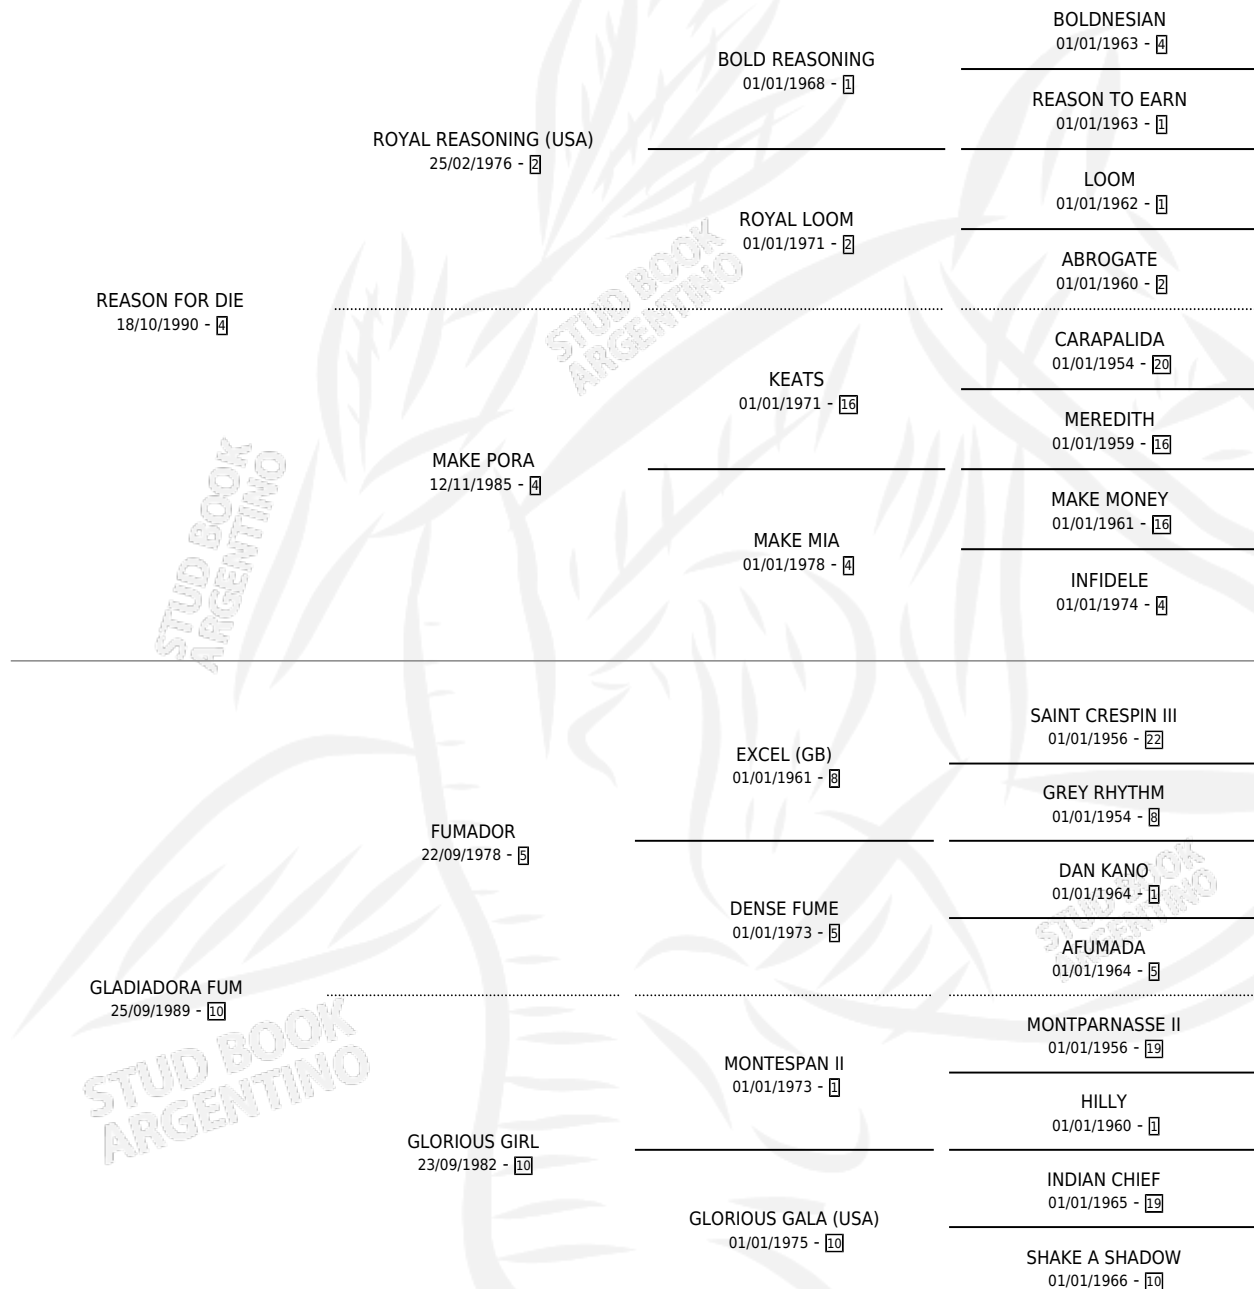 BOLDNESIAN
01/01/1963 - 4
BOLD REASONING
01/01/1968 - 1
REASON TO EARN
01/01/1963 - 1
ROYAL REASONING (USA)
25/02/1976 - 2
LOOM
01/01/1962 - 1
ROYAL LOOM
01/01/1971 - 2
ABROGATE
01/01/1960 - 2
REASON FOR DIE
18/10/1990 - 4
STUD BOOK
ARGENTINO
CARAPALIDA
01/01/1954 - 20
KEATS
01/01/1971 - 16
MEREDITH
01/01/1959 - 16
MAKE PORA
12/11/1985 - 4
MAKE MONEY
01/01/1961 - 16
MAKE MIA
01/01/1978 - 4
INFIDELE
01/01/1974 - 4
STUD BOOK
ARGENTINO
SAINT CRESPIN III
01/01/1956 - 22
EXCEL (GB)
01/01/1961 - 8
GREY RHYTHM
01/01/1954 - 8
FUMADOR
22/09/1978 - 5
DAN KANO
01/01/1964 - 1
DENSE FUME
01/01/1973 - 5
AFUMADA
01/01/1964 - 5
STUD BOOK
ARGENTINO
GLADIADORA FUM
25/09/1989 - 10
MONTPARNASSE II
01/01/1956 - 19
MONTESPAN II
01/01/1973 - 1
HILLY
01/01/1960 - 1
STUD BOOK
ARGENTINO
GLORIOUS GIRL
23/09/1982 - 10
INDIAN CHIEF
01/01/1965 - 19
GLORIOUS GALA (USA)
01/01/1975 - 10
SHAKE A SHADOW
01/01/1966 - 10